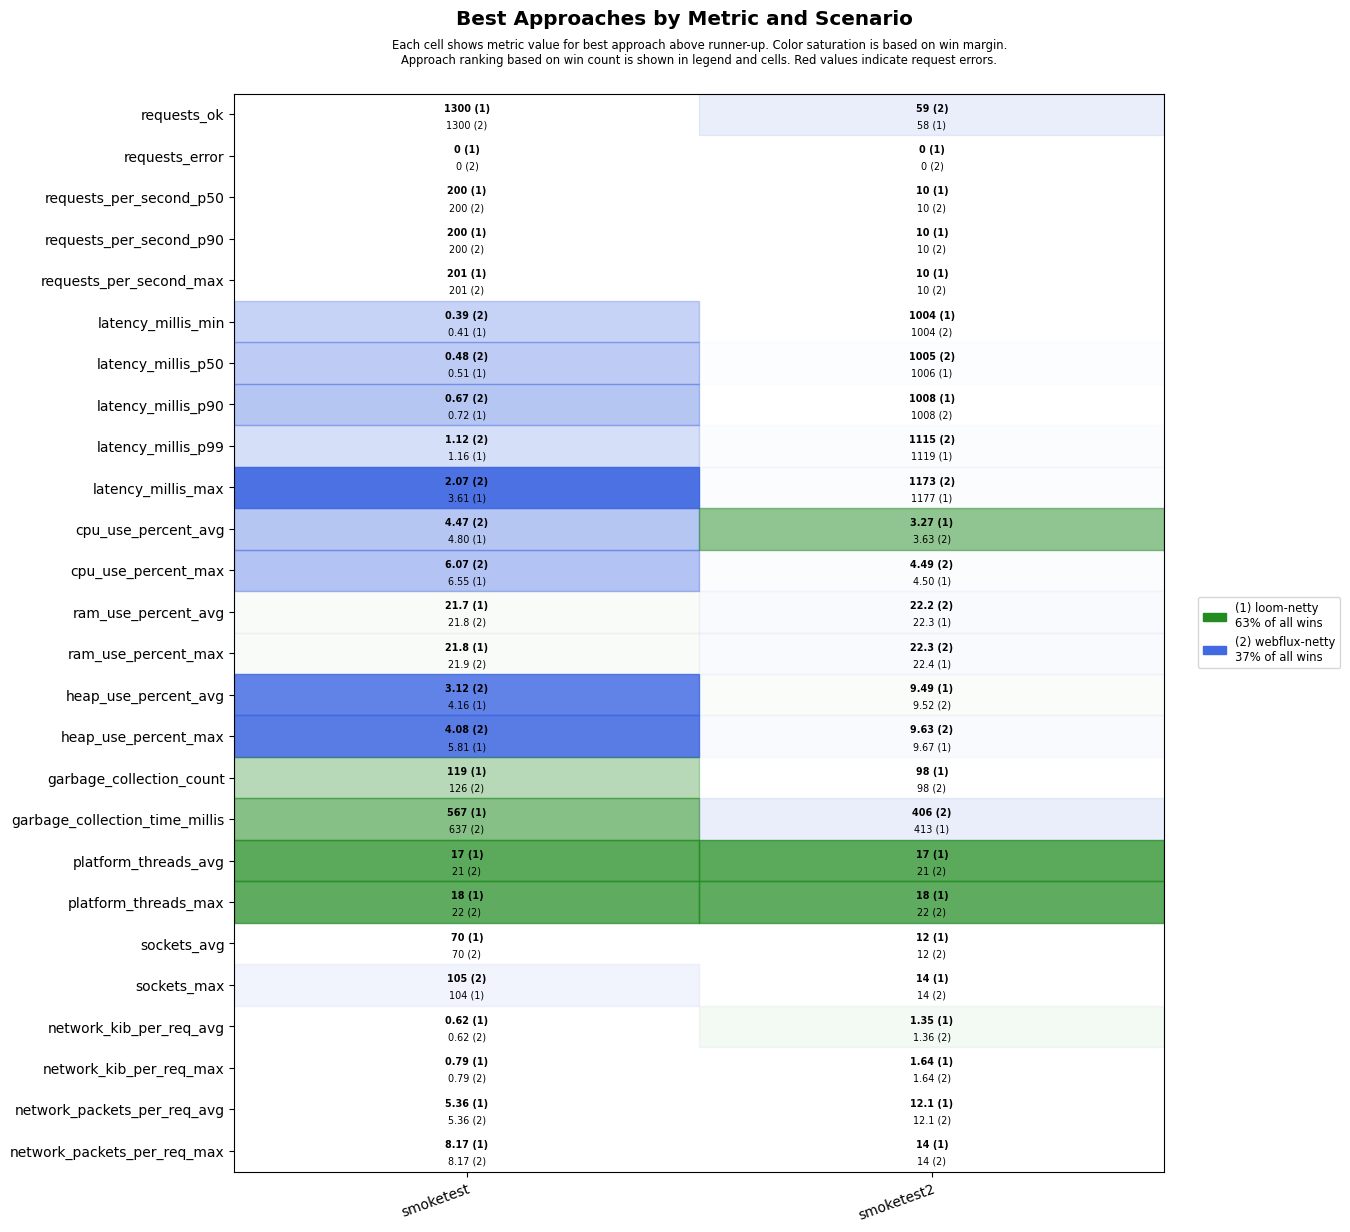 Best Approaches by Metric and Scenario
Each cell shows metric value for best approach above runner-up. Color saturation is based on win margin.
Approach ranking based on win count is shown in legend and cells. Red values indicate request errors.
requests_ok
1300 (1)
1300 (2)
59 (2)
58 (1)
requests_error
0 (1)
0 (2)
0 (1)
0 (2)
requests_per_second_p50
200 (1)
200 (2)
10 (1)
10 (2)
requests_per_second_p90
200 (1)
200 (2)
10 (1)
10 (2)
requests_per_second_max
201 (1)
201 (2)
10 (1)
10 (2)
latency_millis_min
0.39 (2)
0.41 (1)
1004 (1)
1004 (2)
latency_millis_p50
0.48 (2)
0.51 (1)
1005 (2)
1006 (1)
latency_millis_p90
0.67 (2)
0.72 (1)
1008 (1)
1008 (2)
latency_millis_p99
1.12 (2)
1.16 (1)
1115 (2)
1119 (1)
latency_millis_max
2.07 (2)
3.61 (1)
1173 (2)
1177 (1)
cpu_use_percent_avg
4.47 (2)
4.80 (1)
3.27 (1)
3.63 (2)
cpu_use_percent_max
6.07 (2)
6.55 (1)
4.49 (2)
4.50 (1)
ram_use_percent_avg
21.7 (1)
21.8 (2)
22.2 (2)
22.3 (1)
ram_use_percent_max
21.8 (1)
21.9 (2)
22.3 (2)
22.4 (1)
heap_use_percent_avg
3.12 (2)
4.16 (1)
9.49 (1)
9.52 (2)
heap_use_percent_max
4.08 (2)
5.81 (1)
9.63 (2)
9.67 (1)
garbage_collection_count
119 (1)
126 (2)
98 (1)
98 (2)
garbage_collection_time_millis
567 (1)
637 (2)
406 (2)
413 (1)
platform_threads_avg
17 (1)
21 (2)
17 (1)
21 (2)
platform_threads_max
18 (1)
22 (2)
18 (1)
22 (2)
sockets_avg
70 (1)
70 (2)
12 (1)
12 (2)
sockets_max
105 (2)
104 (1)
14 (1)
14 (2)
network_kib_per_req_avg
0.62 (1)
0.62 (2)
1.35 (1)
1.36 (2)
network_kib_per_req_max
0.79 (1)
0.79 (2)
1.64 (1)
1.64 (2)
network_packets_per_req_avg
5.36 (1)
5.36 (2)
12.1 (1)
12.1 (2)
network_packets_per_req_max
8.17 (1)
8.17 (2)
14 (1)
14 (2)
smoketest
smoketest2
(1) loom-netty
63% of all wins
(2) webflux-netty
37% of all wins